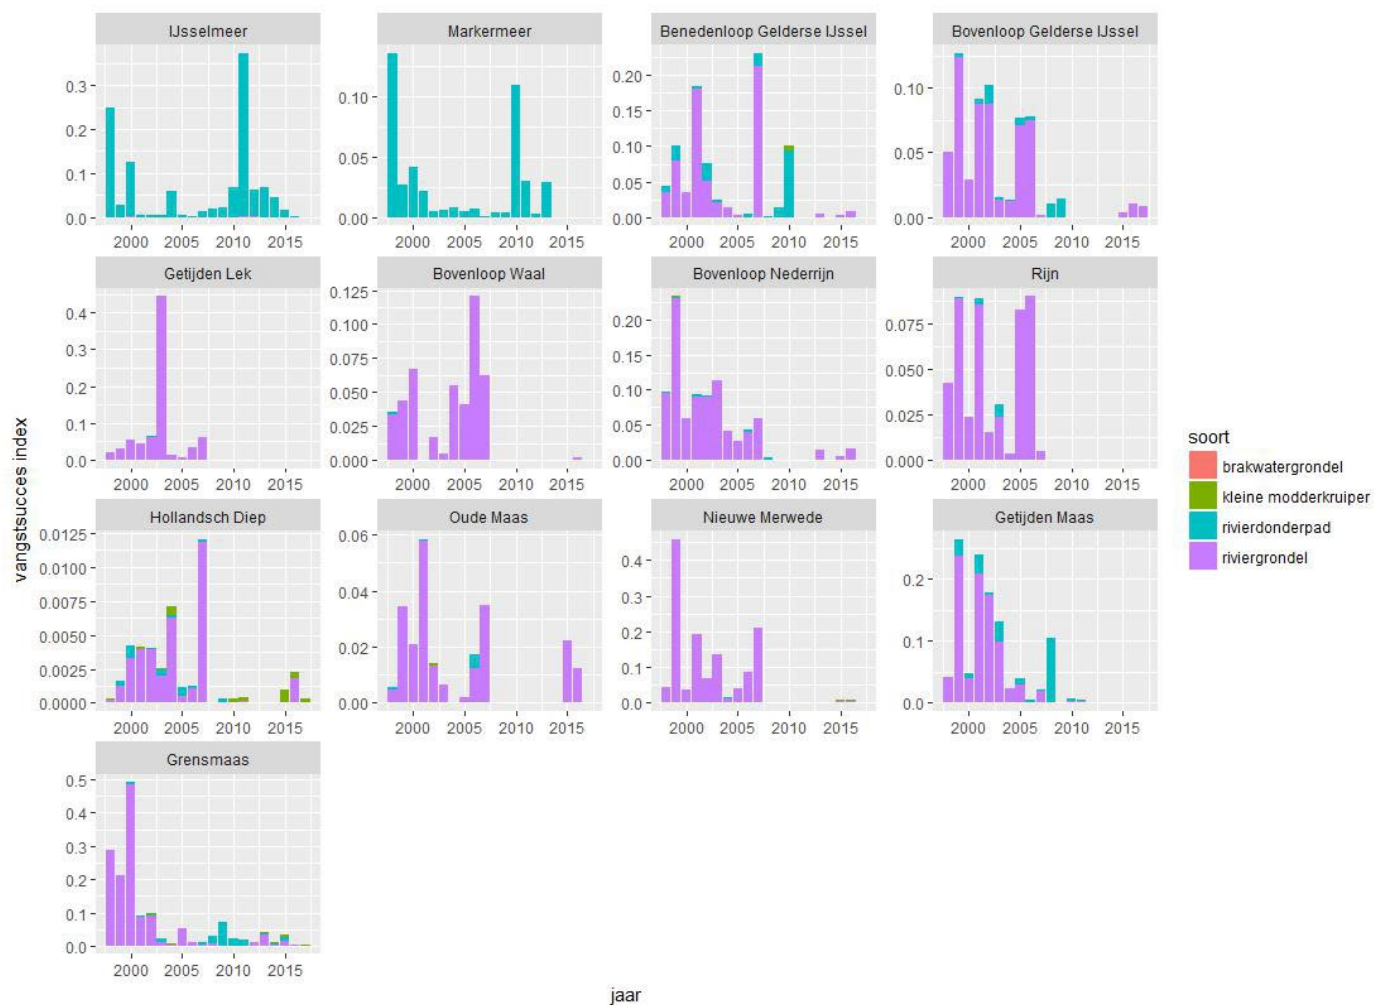 IJsselmeer
Markermeer
Benedenloop Gelderse IJssel
Bovenloop Gelderse IJssel
0.3
0.2
0.1
0.0
2000 2005 2010 2015
0.10
0.05
0.00
2000 2005 2010 2015
0.20
0.15
0.10
0.05
0.00
2000 2005 2010 2015
0.10
0.05
0.00
2000 2005 2010 2015
Getijden Lek
Bovenloop Waal
Bovenloop Nederrijn
Rijn
0.4
0.3
0.2
0.1
0.0
2000 2005 2010 2015
0.125
0.100
0.075
0.050
0.025
0.000
2000 2005 2010 2015
0.20
0.15
0.10
0.05
0.00
2000 2005 2010 2015
0.075
0.050
0.025
0.000
2000 2005 2010 2015
Hollandsch Diep
Oude Maas
Nieuwe Merwede
Getijden Maas
0.0125
0.0100
0.0075
0.0050
0.0025
0.0000
2000 2005 2010 2015
0.06
0.04
0.02
0.00
2000 2005 2010 2015
0.4
0.3
0.2
0.1
0.0
2000 2005 2010 2015
0.2
0.1
0.0
2000 2005 2010 2015
Grensmaas
0.5
0.4
0.3
0.2
0.1
0.0
2000 2005 2010 2015
vangstsucces index
jaar
soort
brakwatergrondel
kleine modderkruiper
rivierdonderpad
riviergrondel